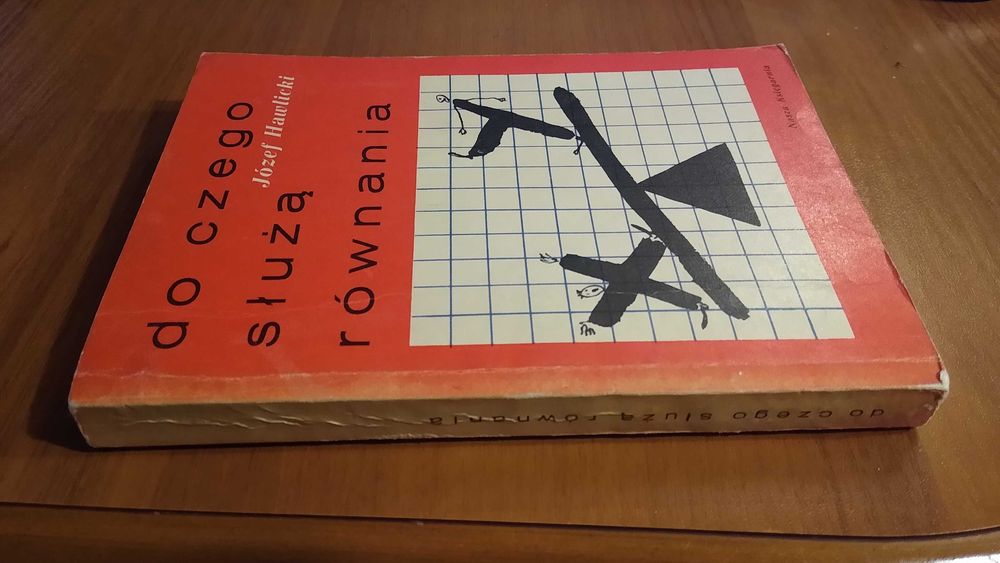 Józef Hawlicki
do czego
służą
równania
Nasza Księgarnia
do czego służą równania